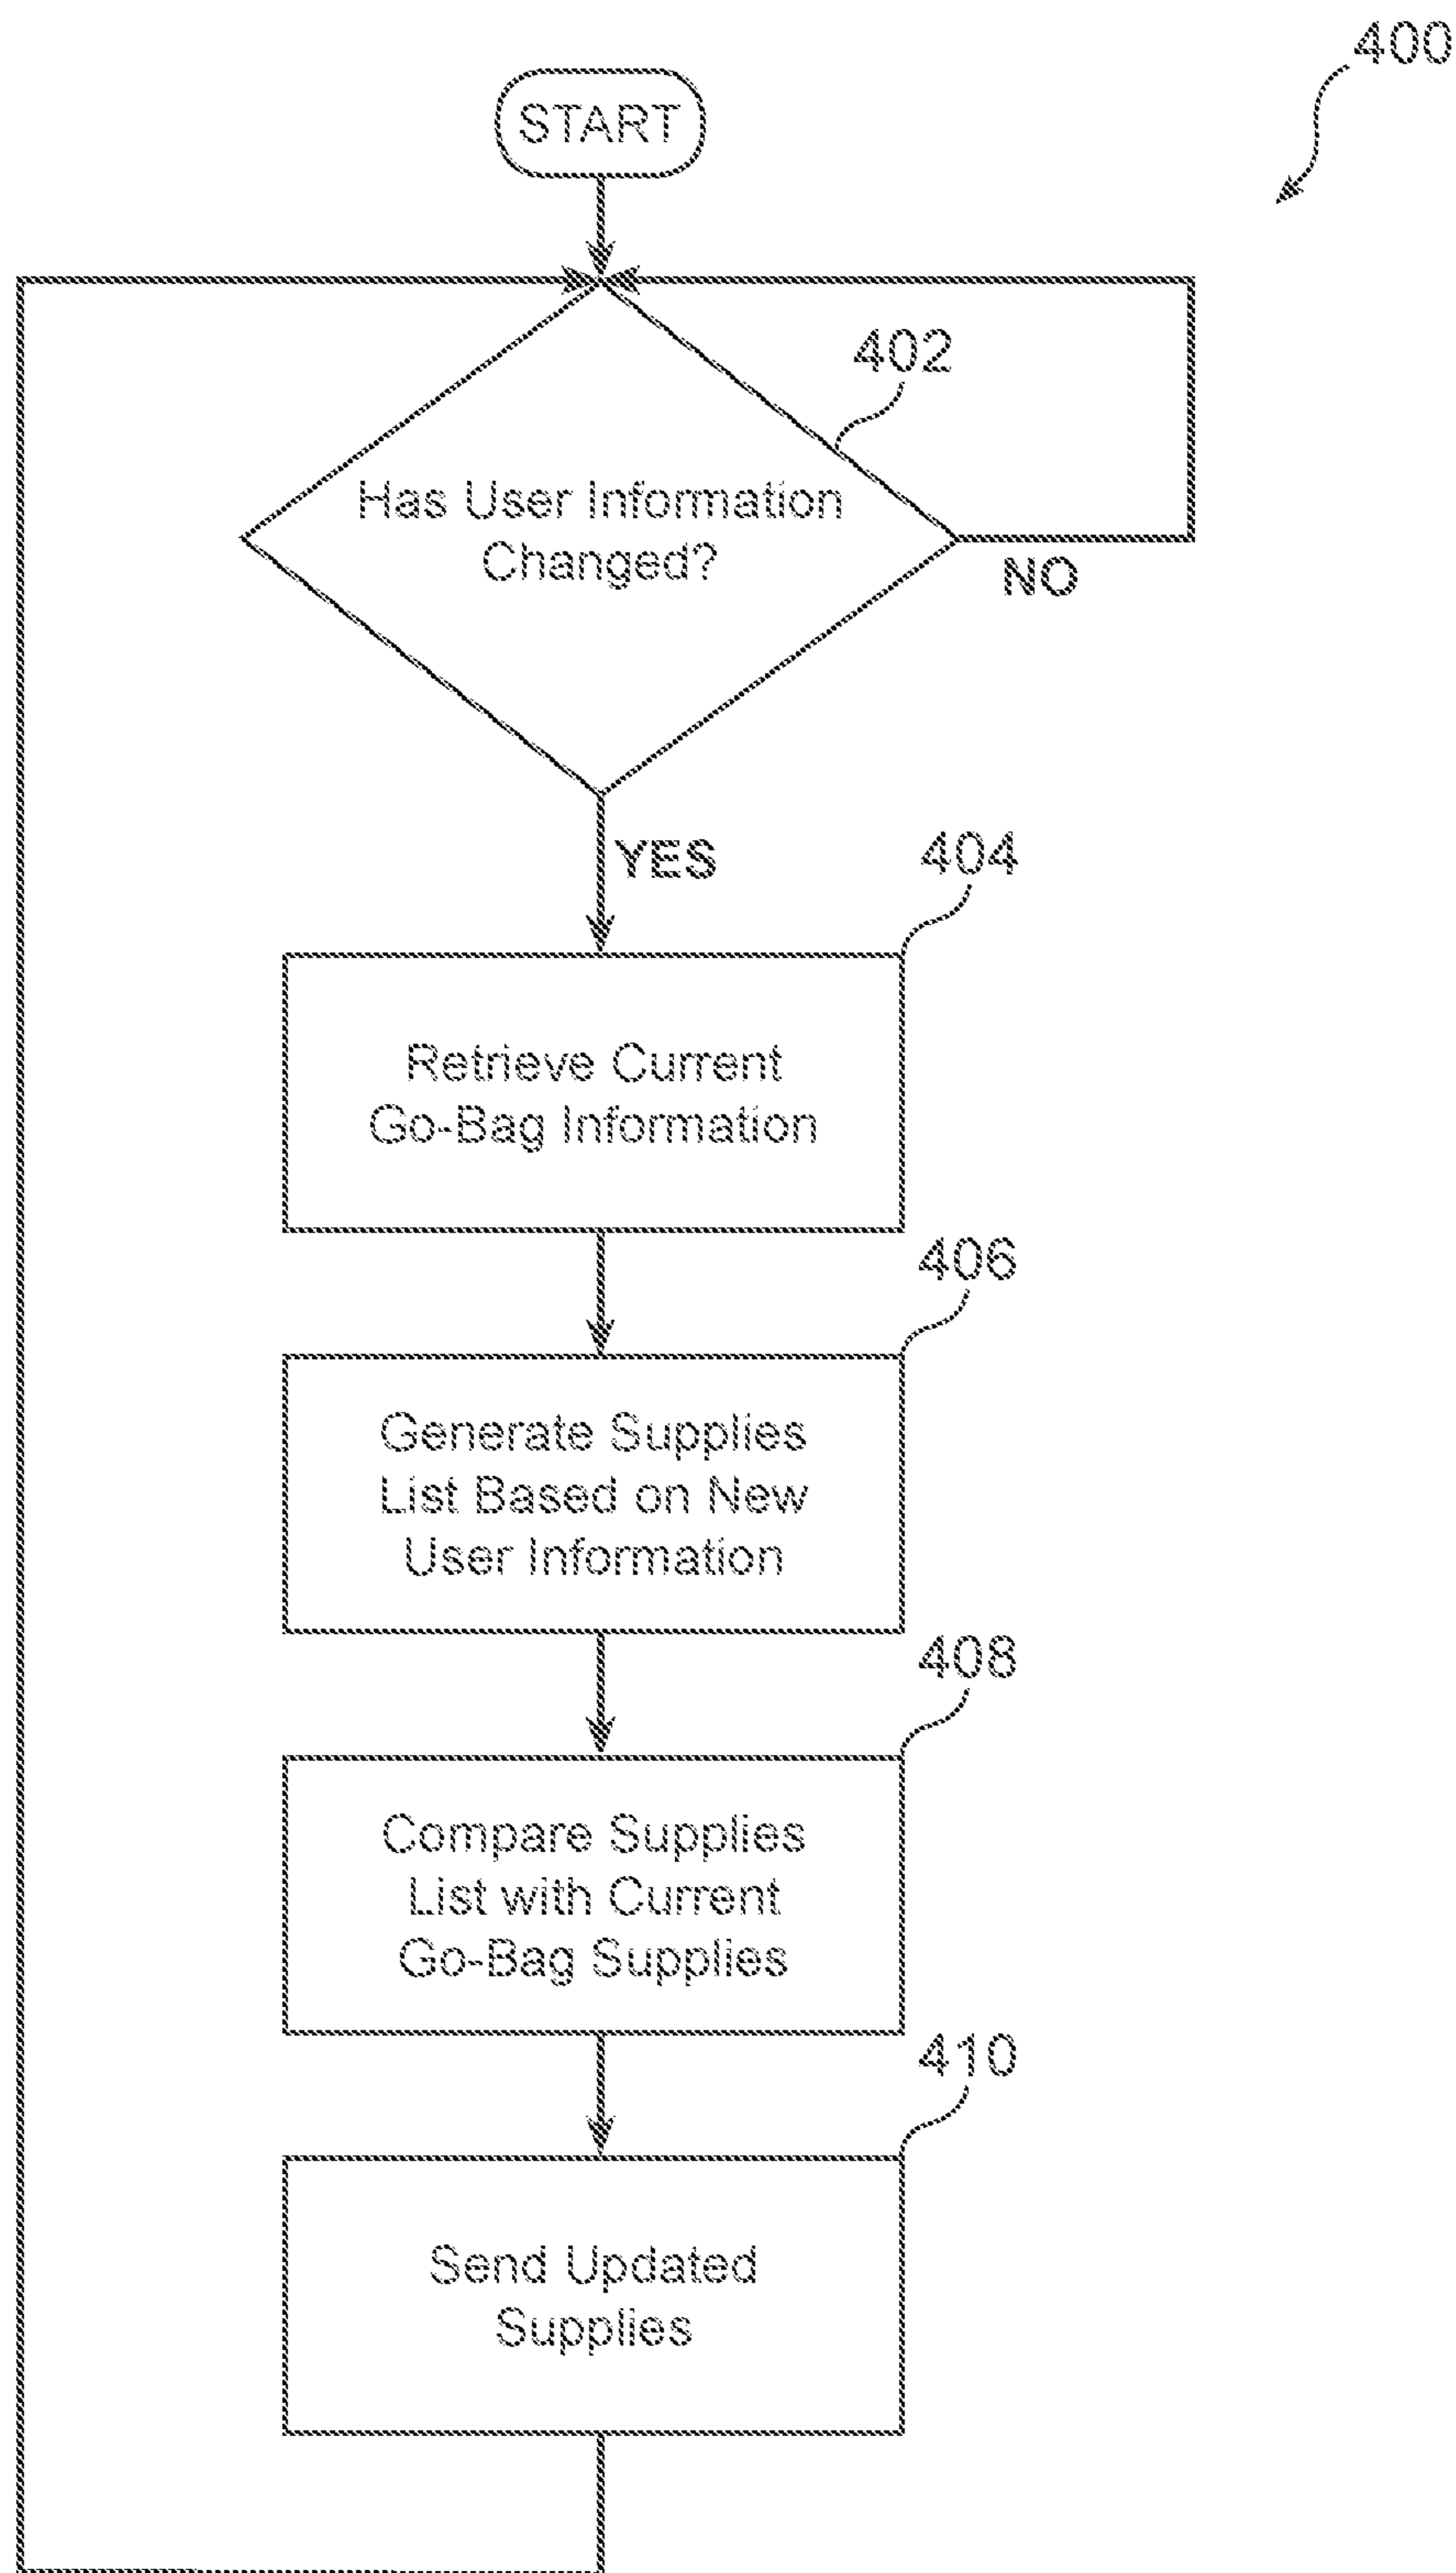 400
START
402
Has User Information
Changed?
NO
YES
404
Retrieve Current
Go-Bag Information
406
Generate Supplies
List Based on New
User Information
408
Compare Supplies
List with Current
Go-Bag Supplies
410
Send Updated
Supplies